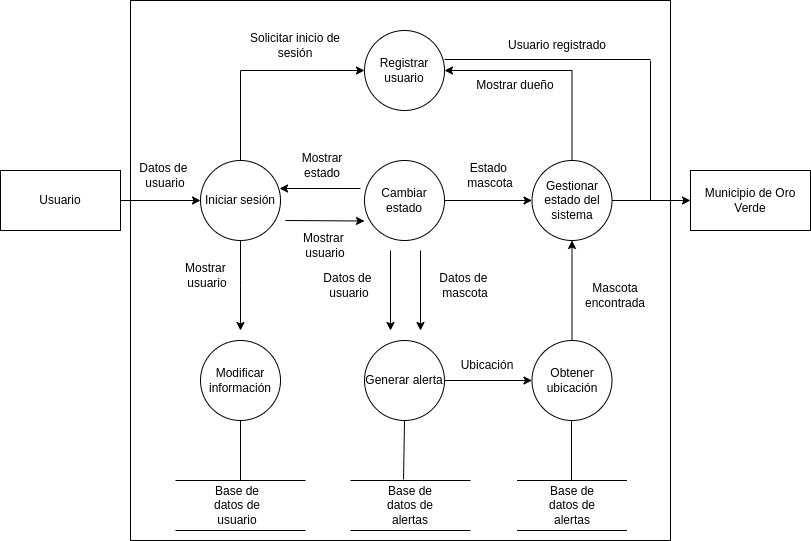 Solicitar inicio de
sesión
Registrar
usuario
Usuario registrado
Mostrar dueño
Usuario
Datos de
usuario
Iniciar sesión
Mostrar
estado
Mostrar
usuario
Cambiar
estado
Estado
mascota
Gestionar
estado del
sistema
Municipio de Oro
Verde
Mostrar
usuario
Datos de
usuario
Datos de
mascota
Mascota
encontrada
Modificar
información
Generar alerta
Ubicación
Obtener
ubicación
Base de
datos de
usuario
Base de
datos de
alertas
Base de
datos de
alertas